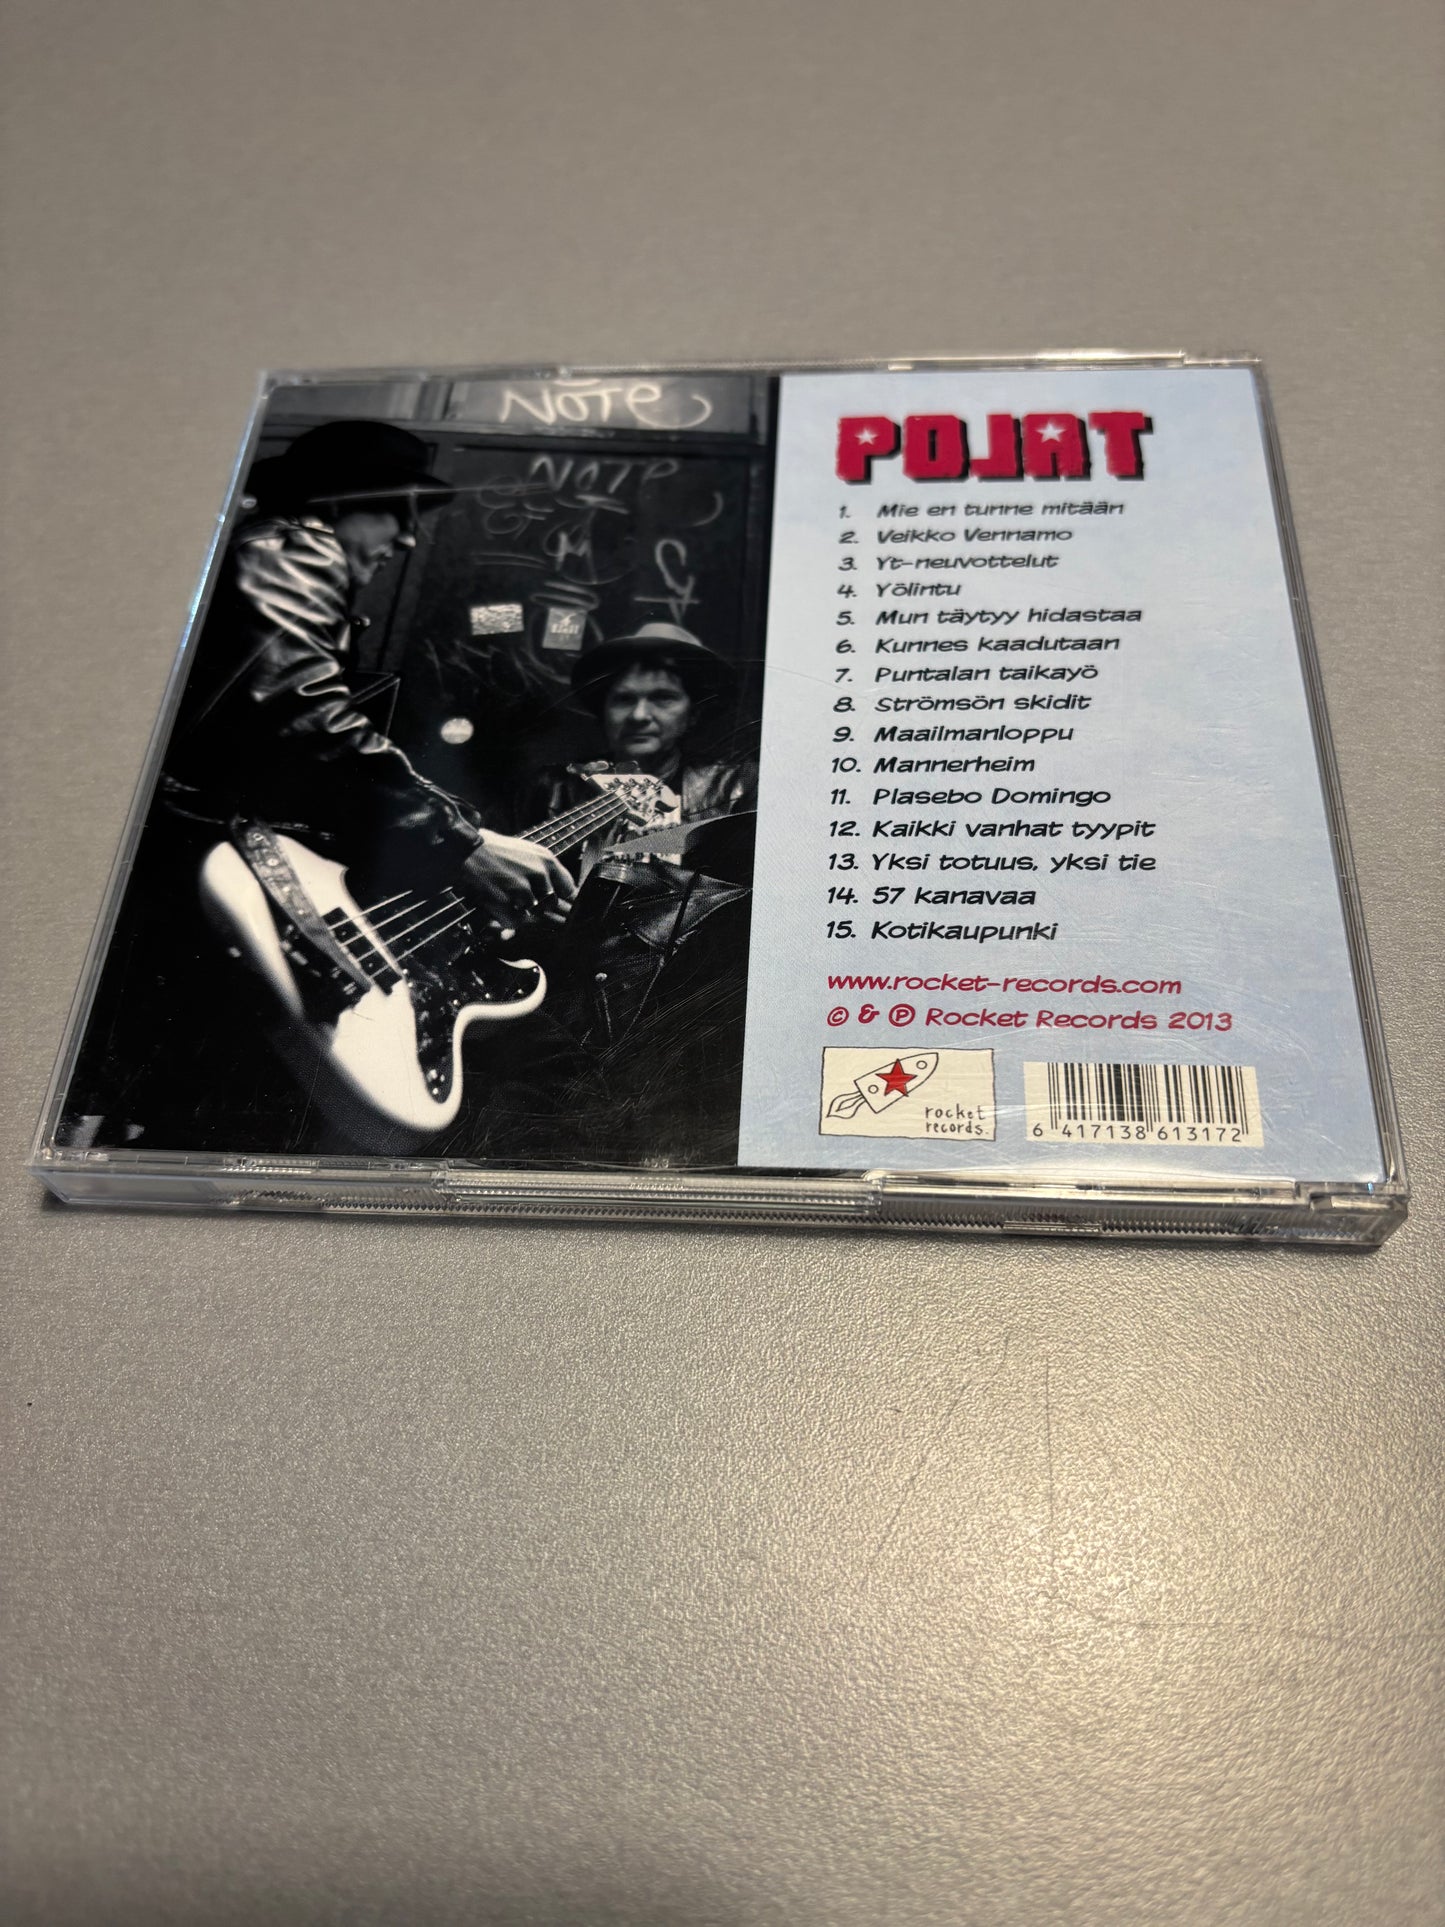 NOTE
NOTE
POJAT
1. Mie en tunne mitään
2. Veikko Vennamo
3. Yt-neuvottelut
4. Yölintu
5. Mun täytyy hidastaa
6. Kunnes kaadutaan
7. Puntalan taikayö
8. Strömsön skidit
9. Maailmanloppu
10. Mannerheim
11. Plasebo Domingo
12. Kaikki vanhat tyypit
13. Yksi totuus, yksi tie
14. 57 kanavaa
15. Kotikaupunki
www.rocket-records.com
© & ℗ Rocket Records 2013
rocket
records.
6 417138 613172